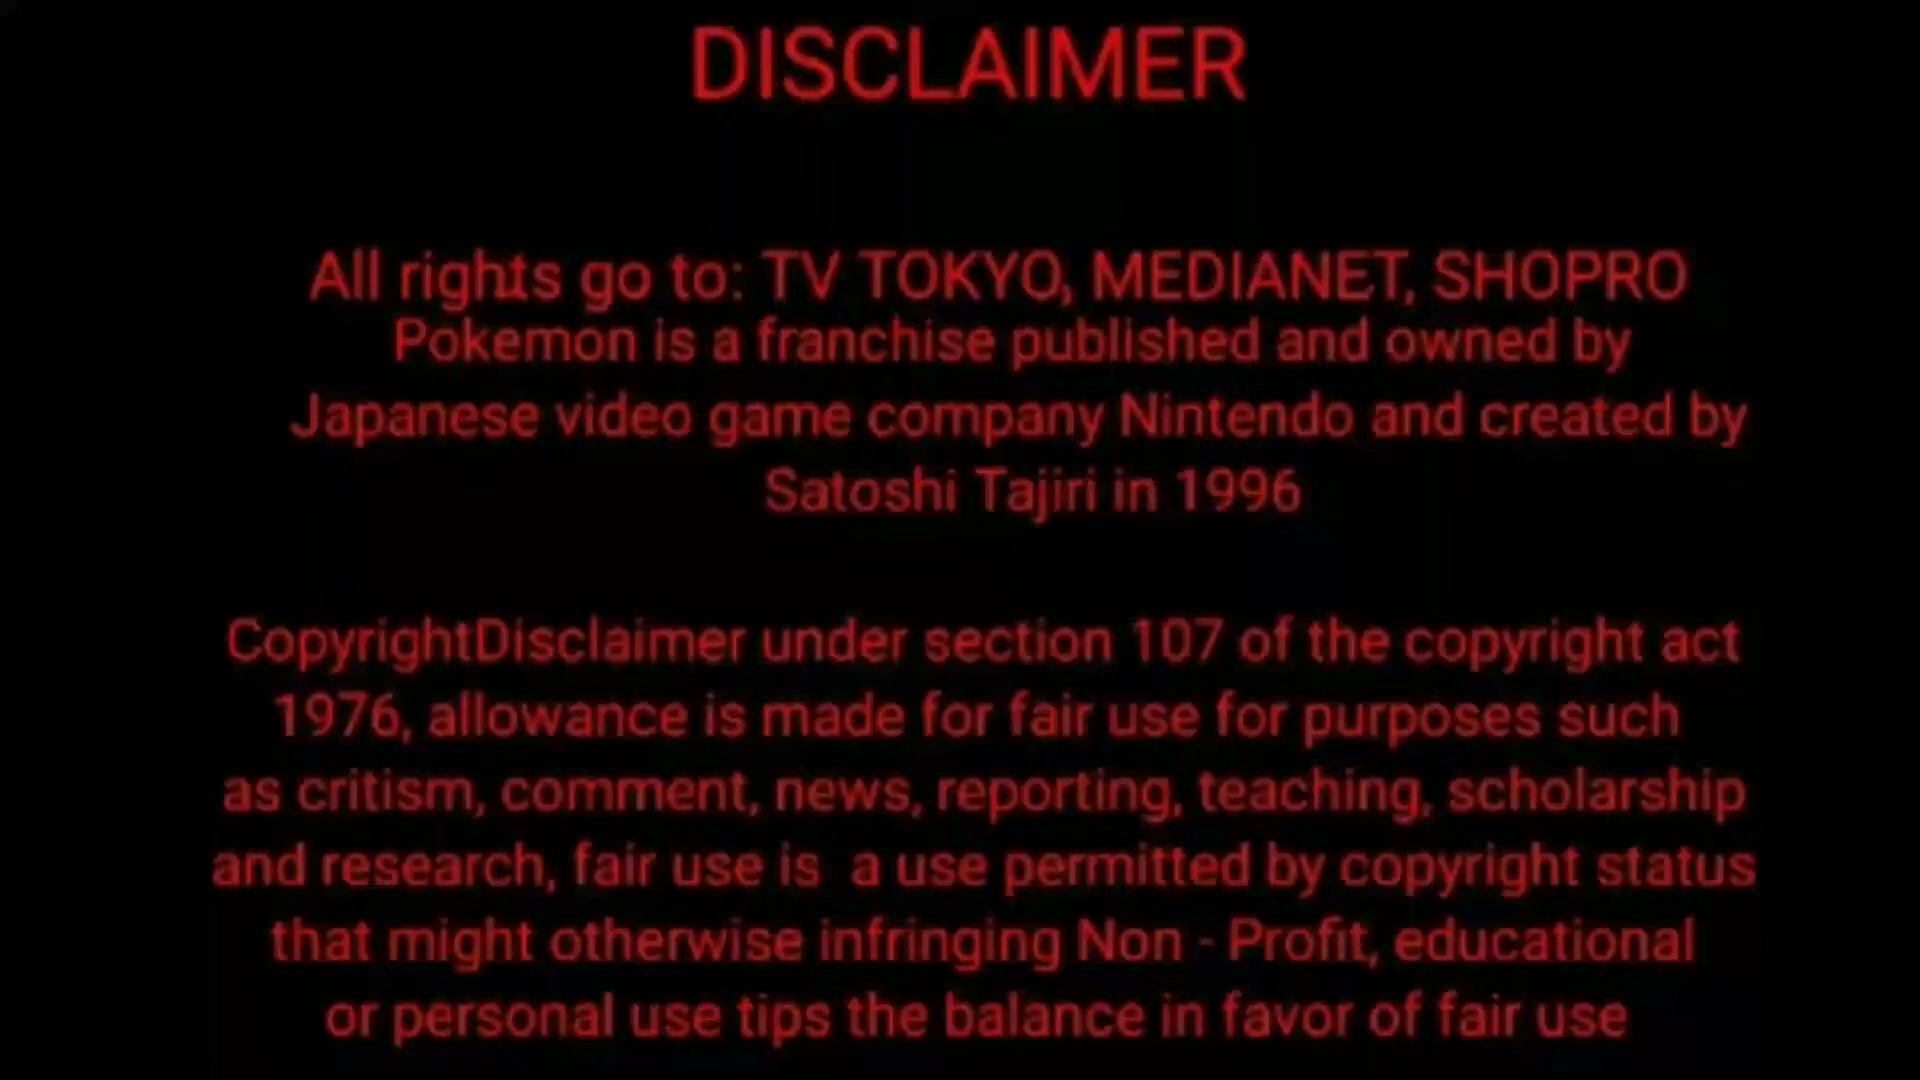 DISCLAIMER
All rights go to: TV TOKYO, MEDIANET, SHOPRO
Pokemon is a franchise published and owned by
Japanese video game company Nintendo and created by
Satoshi Tajiri in 1996
CopyrightDisclaimer under section 107 of the copyright act
1976, allowance is made for fair use for purposes such
as critism, comment, news, reporting, teaching, scholarship
and research, fair use is  a use permitted by copyright status
that might otherwise infringing Non - Profit, educational
or personal use tips the balance in favor of fair use